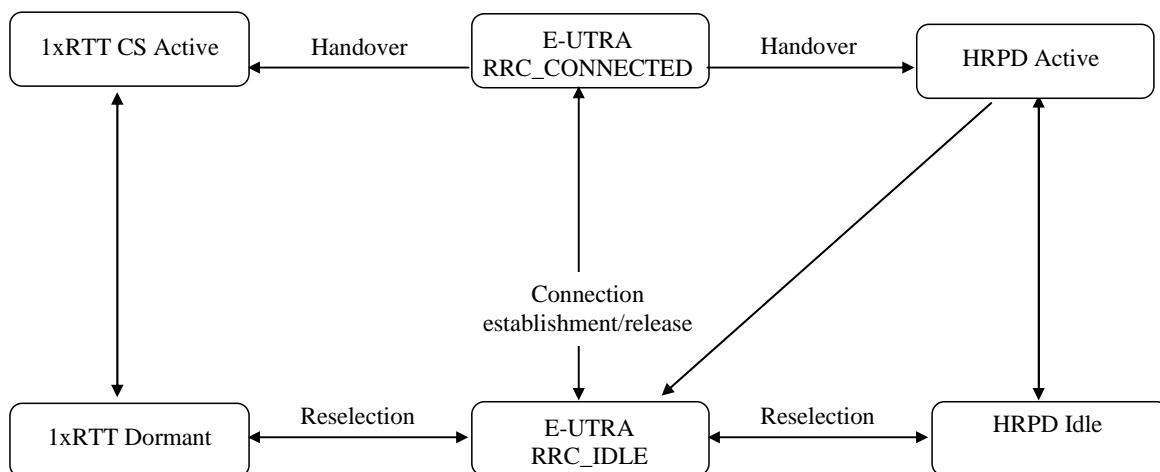 1xRTT CS Active
Handover
E-UTRA
RRC_CONNECTED
Handover
HRPD Active
Connection
establishment/release
1xRTT Dormant
Reselection
E-UTRA
RRC_IDLE
Reselection
HRPD Idle